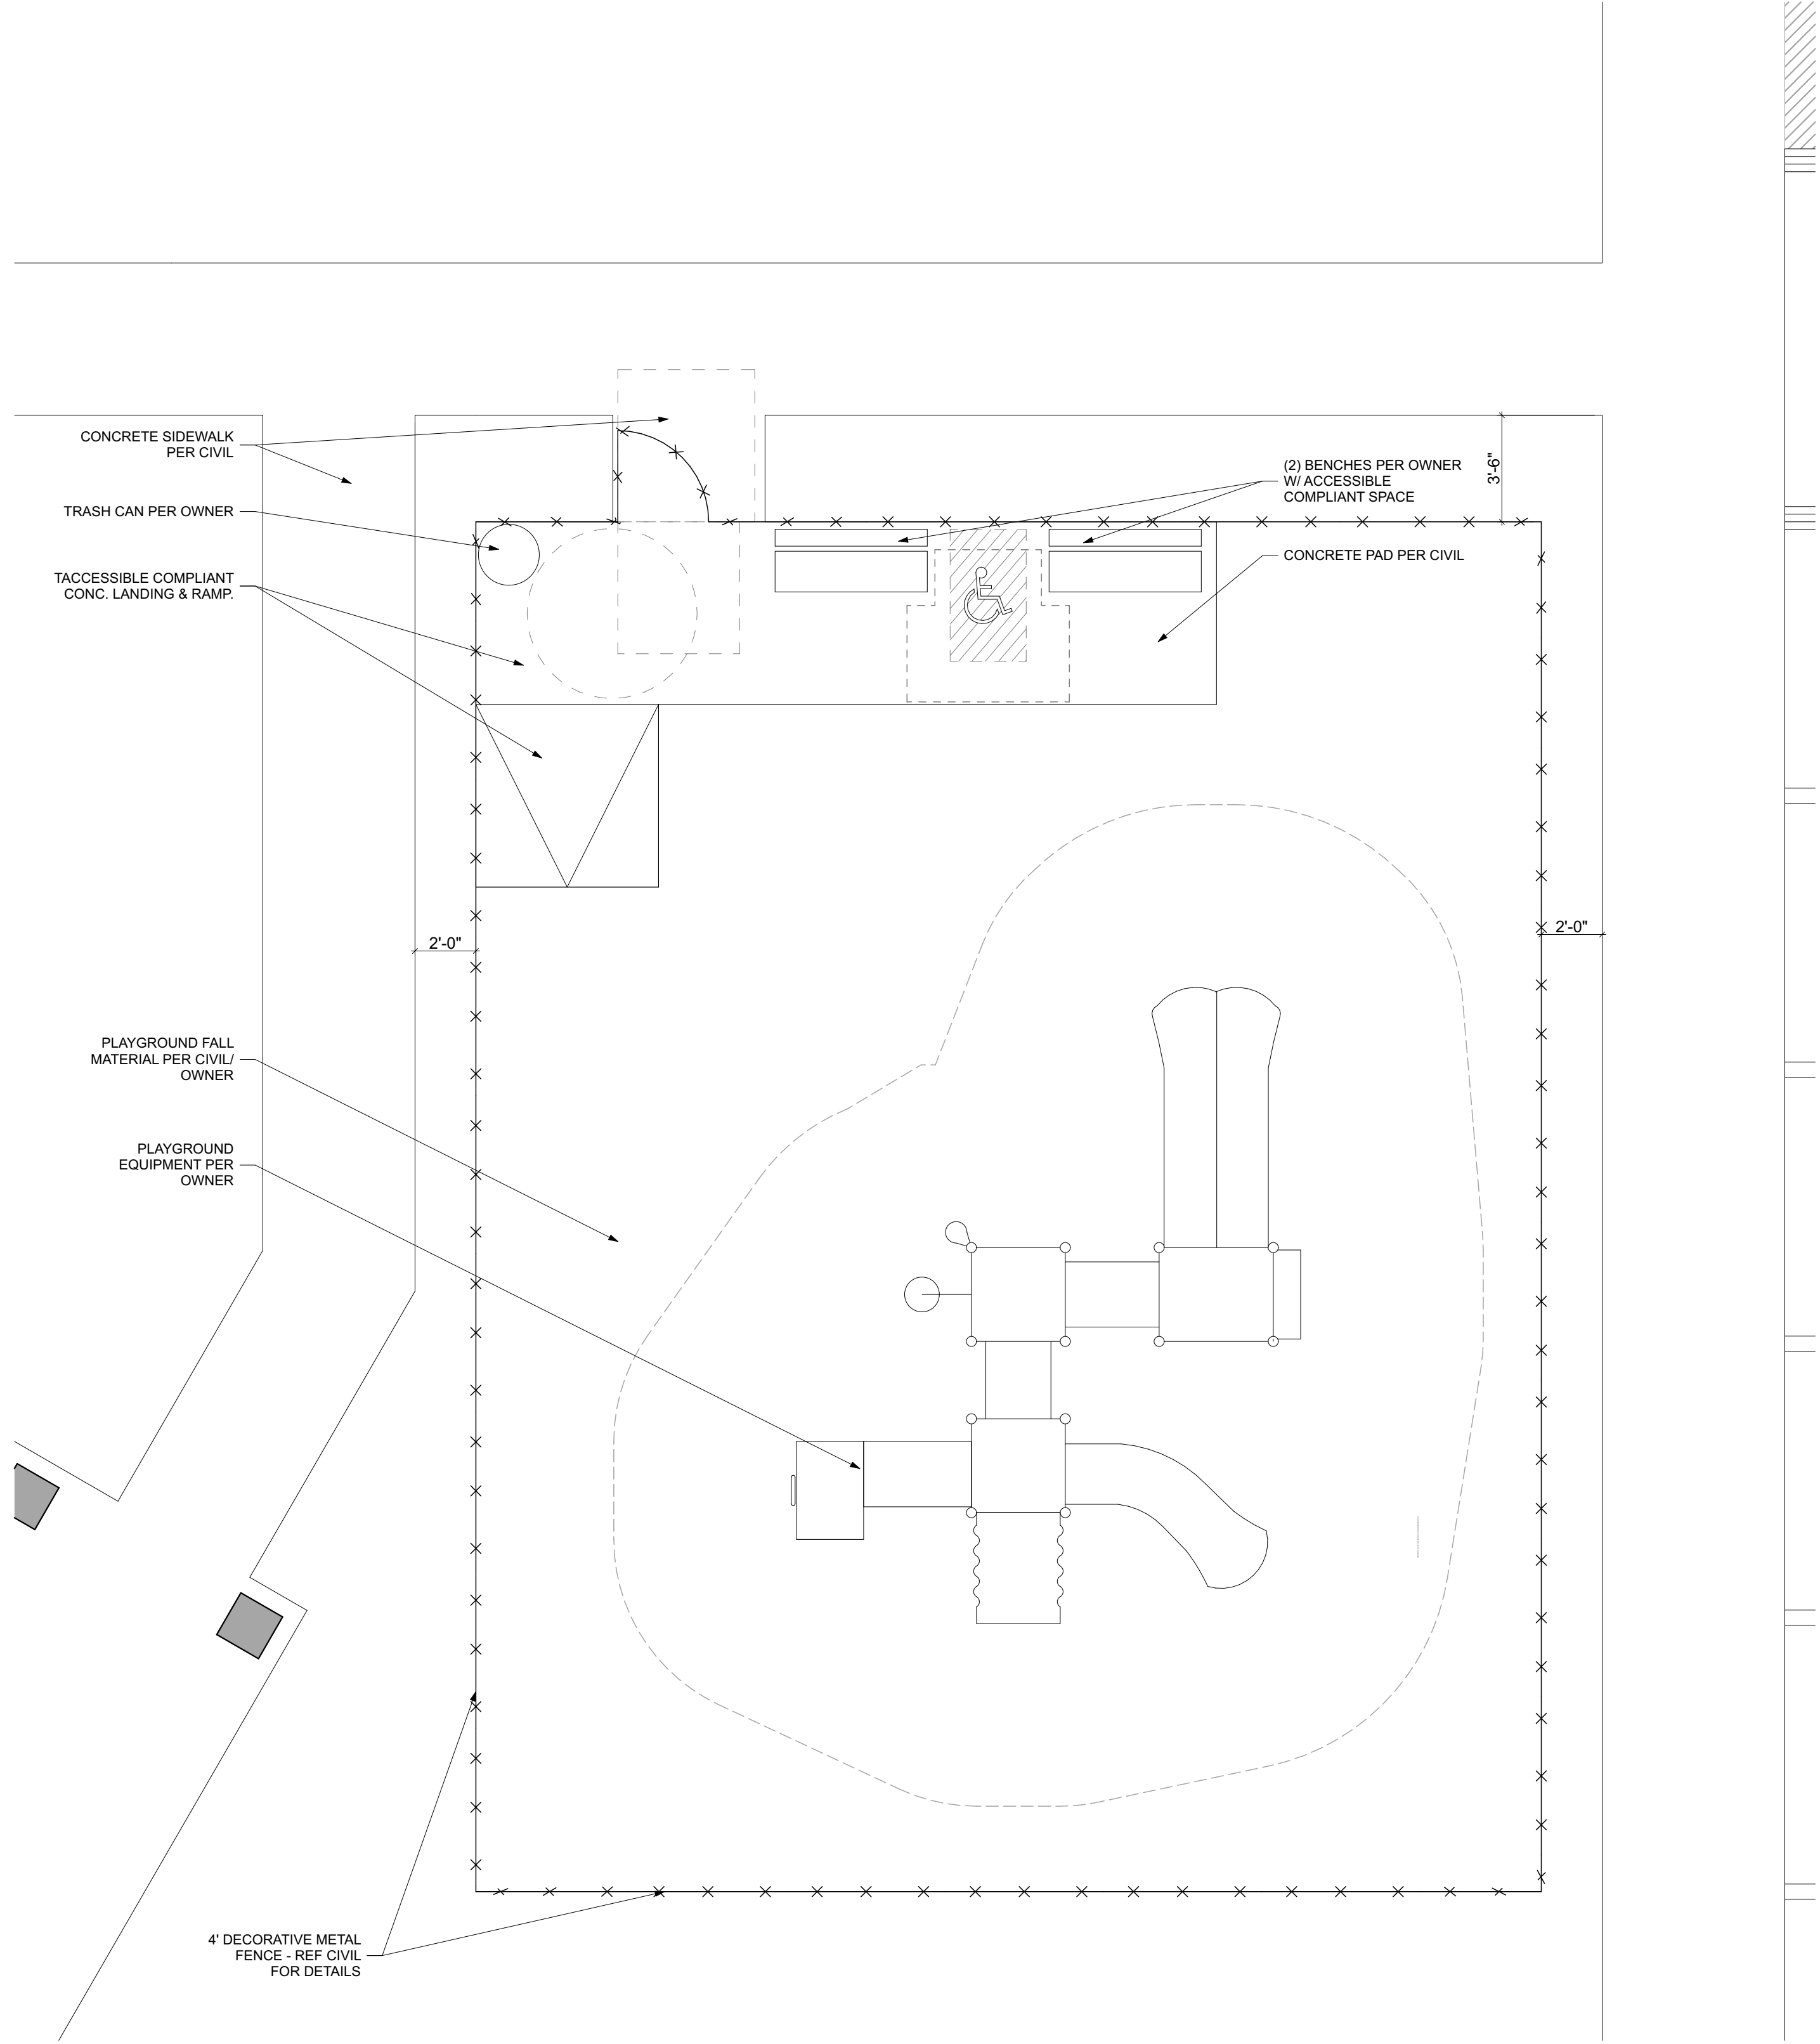 CONCRETE SIDEWALK
PER CIVIL
TRASH CAN PER OWNER
TACCESSIBLE COMPLIANT
CONC. LANDING & RAMP.
(2) BENCHES PER OWNER
W/ ACCESSIBLE
COMPLIANT SPACE
3'-6"
CONCRETE PAD PER CIVIL
2'-0"
2'-0"
PLAYGROUND FALL
MATERIAL PER CIVIL/
OWNER
PLAYGROUND
EQUIPMENT PER
OWNER
4' DECORATIVE METAL
FENCE - REF CIVIL
FOR DETAILS